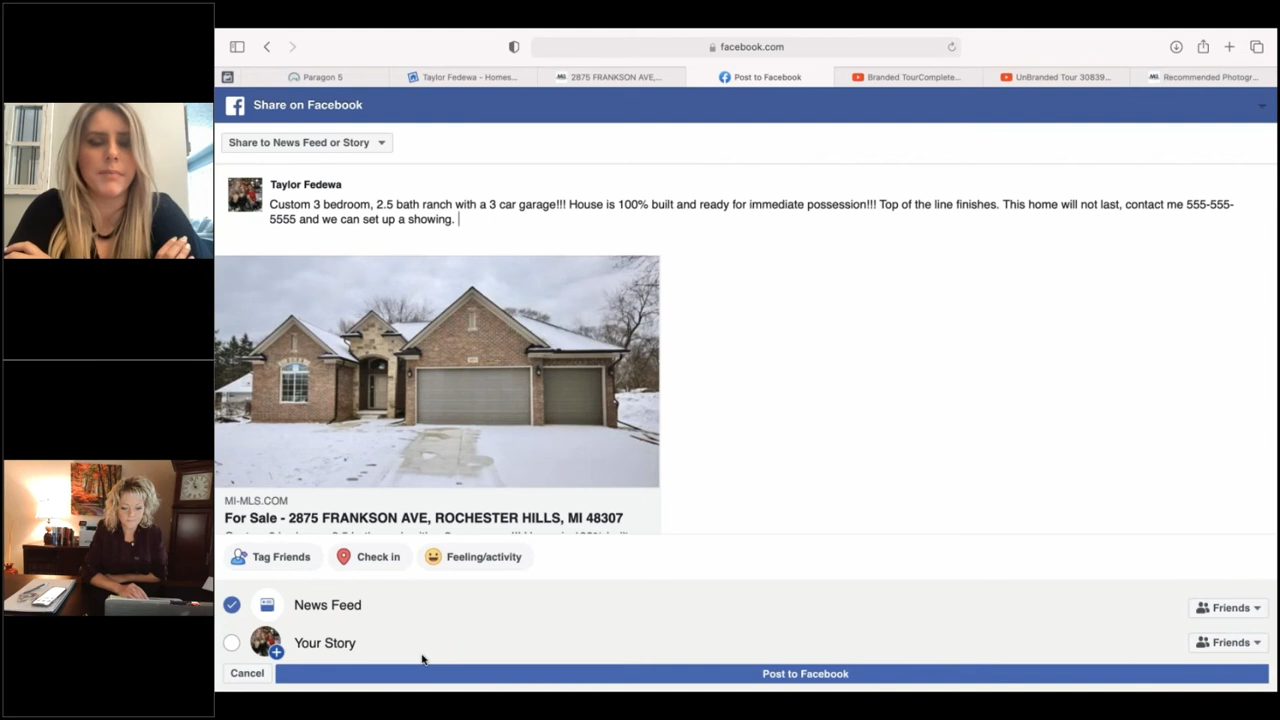 facebook.com
Paragon 5
Taylor Fedewa - Homes...
2875 FRANKSON AVE,...
Post to Facebook
Branded TourComplete...
UnBranded Tour 30839...
Recommended Photogr...
Share on Facebook
Share to News Feed or Story
Taylor Fedewa
Custom 3 bedroom, 2.5 bath ranch with a 3 car garage!!! House is 100% built and ready for immediate possession!!! Top of the line finishes. This home will not last, contact me 555-555-
5555 and we can set up a showing.
MI-MLS.COM
For Sale - 2875 FRANKSON AVE, ROCHESTER HILLS, MI 48307
Tag Friends
Check in
Feeling/activity
News Feed
Friends
Your Story
Friends
Cancel
Post to Facebook